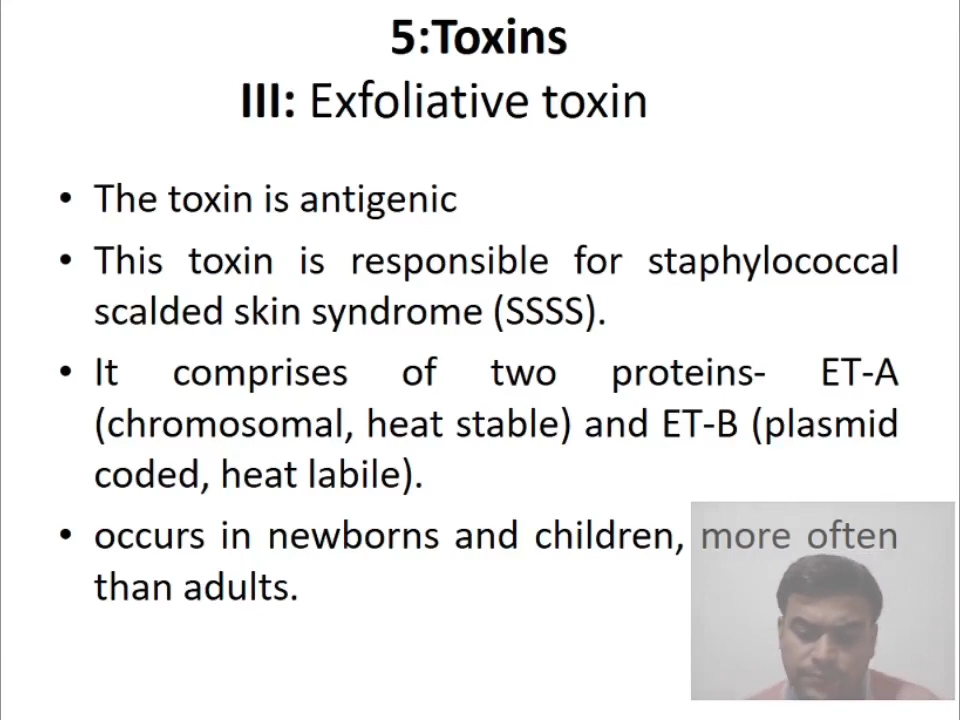 5:Toxins
III: Exfoliative toxin
• The toxin is antigenic
• This toxin is responsible for staphylococcal
scalded skin syndrome (SSSS).
• It comprises of two proteins- ET-A
(chromosomal, heat stable) and ET-B (plasmid
coded, heat labile).
• occurs in newborns and children, more often
than adults.